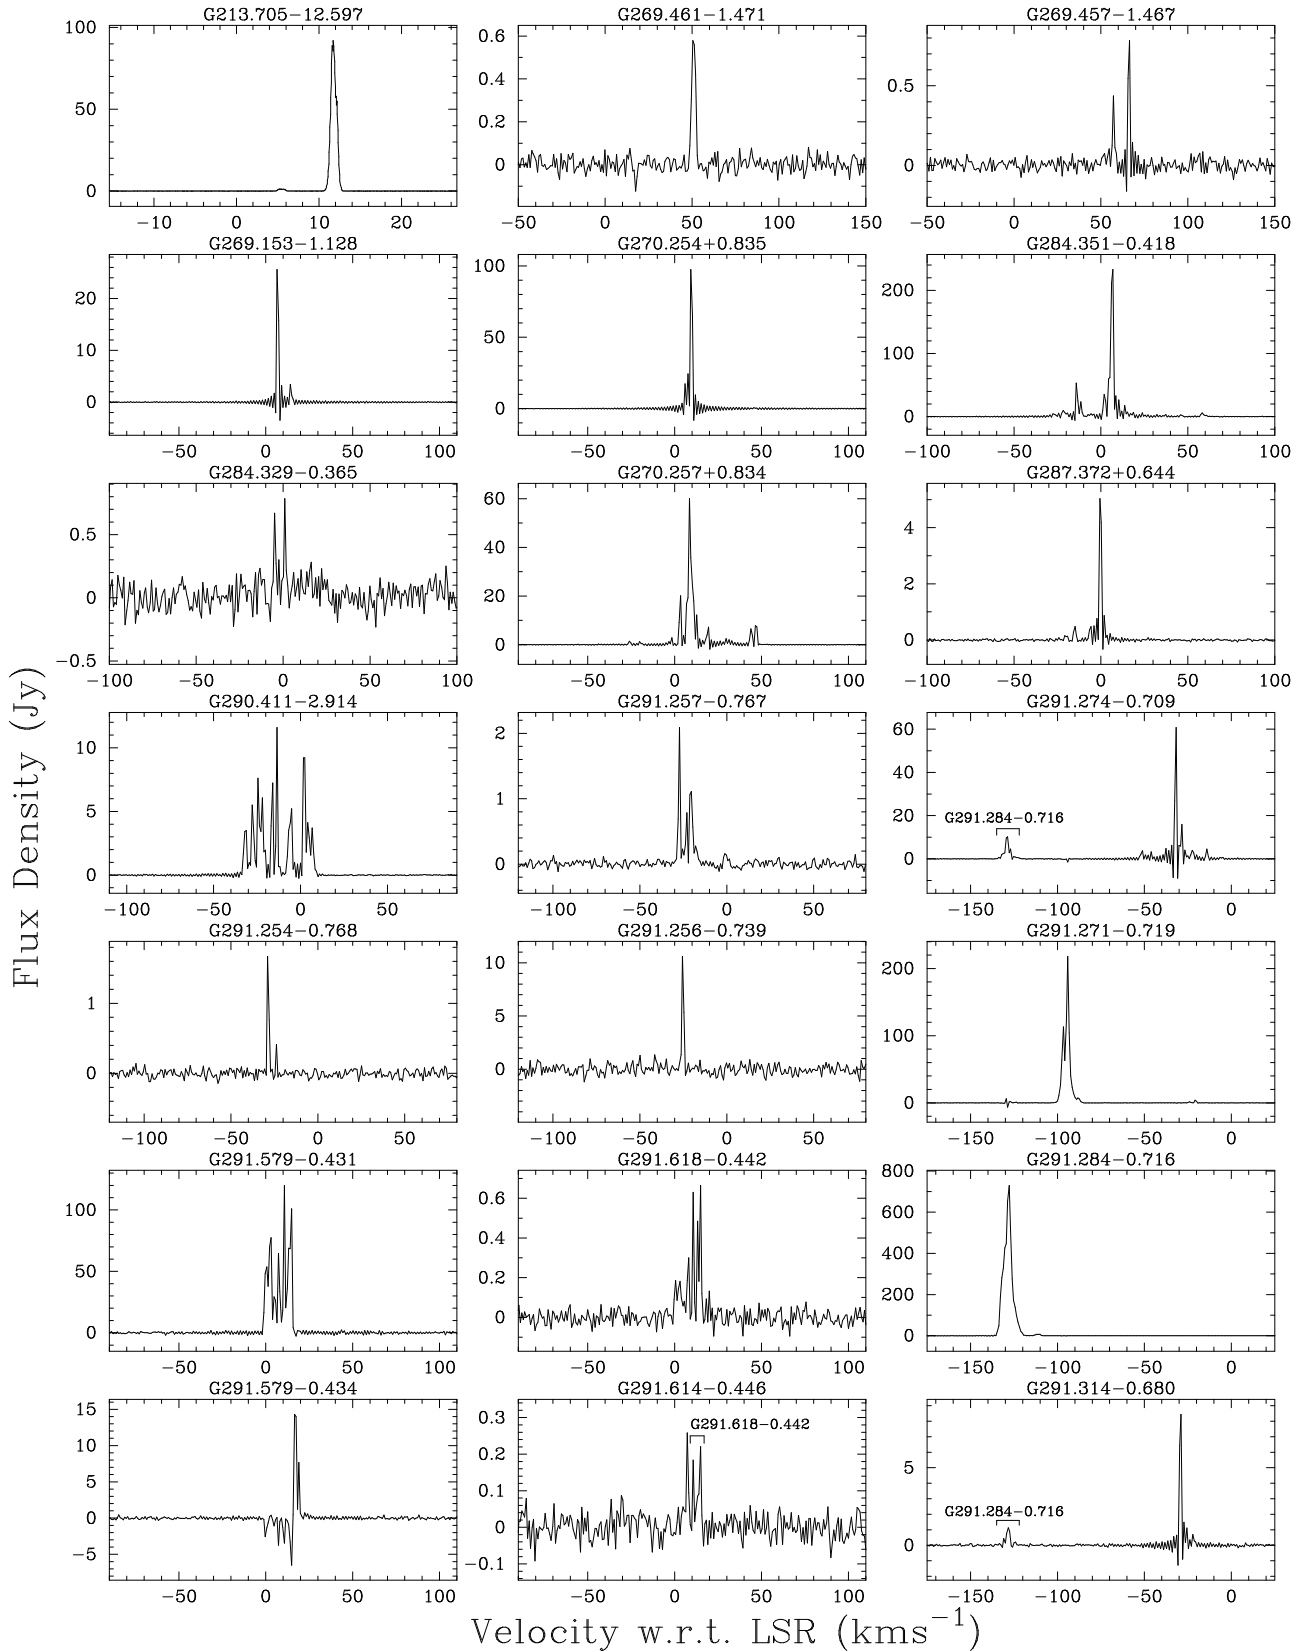 G213.705−12.597
G269.461−1.471
G269.457−1.467
100
50
0
−10 0 10 20
0.6
0.4
0.2
0
−50 0 50 100 150
0.5
0
−50 0 50 100 150
G269.153−1.128
G270.254+0.835
G284.351−0.418
20
10
0
−50 0 50 100
100
50
0
−50 0 50 100
200
100
0
−100 −50 0 50 100
G284.329−0.365
G270.257+0.834
G287.372+0.644
0.5
0
−0.5
−100 −50 0 50 100
60
40
20
0
−50 0 50 100
4
2
0
−100 −50 0 50 100
G290.411−2.914
G291.257−0.767
G291.274−0.709
10
5
0
−100 −50 0 50
2
1
0
−100 −50 0 50
60
40
20
0
G291.284−0.716
−150 −100 −50 0
G291.254−0.768
G291.256−0.739
G291.271−0.719
1
0
−100 −50 0 50
10
5
0
−100 −50 0 50
200
100
0
−150 −100 −50 0
G291.579−0.431
G291.618−0.442
G291.284−0.716
100
50
0
−50 0 50 100
0.6
0.4
0.2
0
−50 0 50 100
800
600
400
200
0
−150 −100 −50 0
G291.579−0.434
G291.614−0.446
G291.314−0.680
15
10
5
0
−5
−50 0 50 100
0.3
0.2
0.1
0
−0.1
G291.618−0.442
−50 0 50 100
5
0
G291.284−0.716
−150 −100 −50 0
Flux Density (Jy)
Velocity w.r.t. LSR (kms−1)